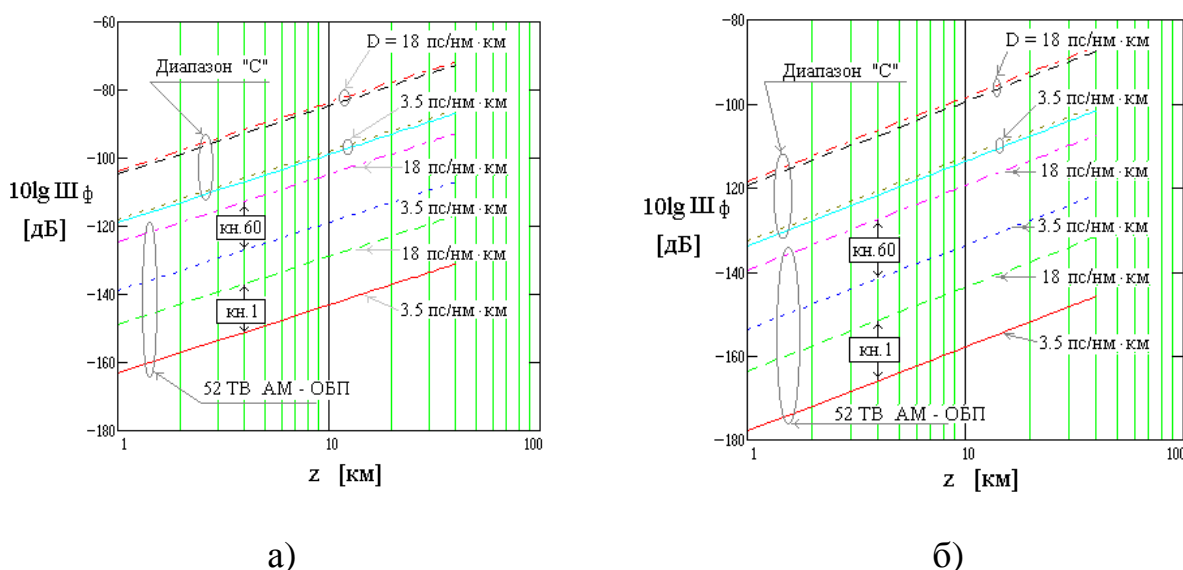 −60
−80
−100
−120
−140
−160
−180
10lg Ш ф
[дБ]
Диапазон "С"
D = 18 пс/нм·км
3.5 пс/нм·км
18 пс/нм·км
3.5 пс/нм·км
18 пс/нм·км
3.5 пс/нм·км
кн.60
кн.1
52 ТВ АМ - ОБП
1
10
100
z [км]
а)
−80
−100
−120
−140
−160
−180
10lg Ш ф
[дБ]
Диапазон "С"
D = 18 пс/нм·км
3.5 пс/нм·км
18 пс/нм·км
3.5 пс/нм·км
18 пс/нм·км
3.5 пс/нм·км
кн.60
кн.1
52 ТВ АМ - ОБП
1
10
100
z [км]
б)